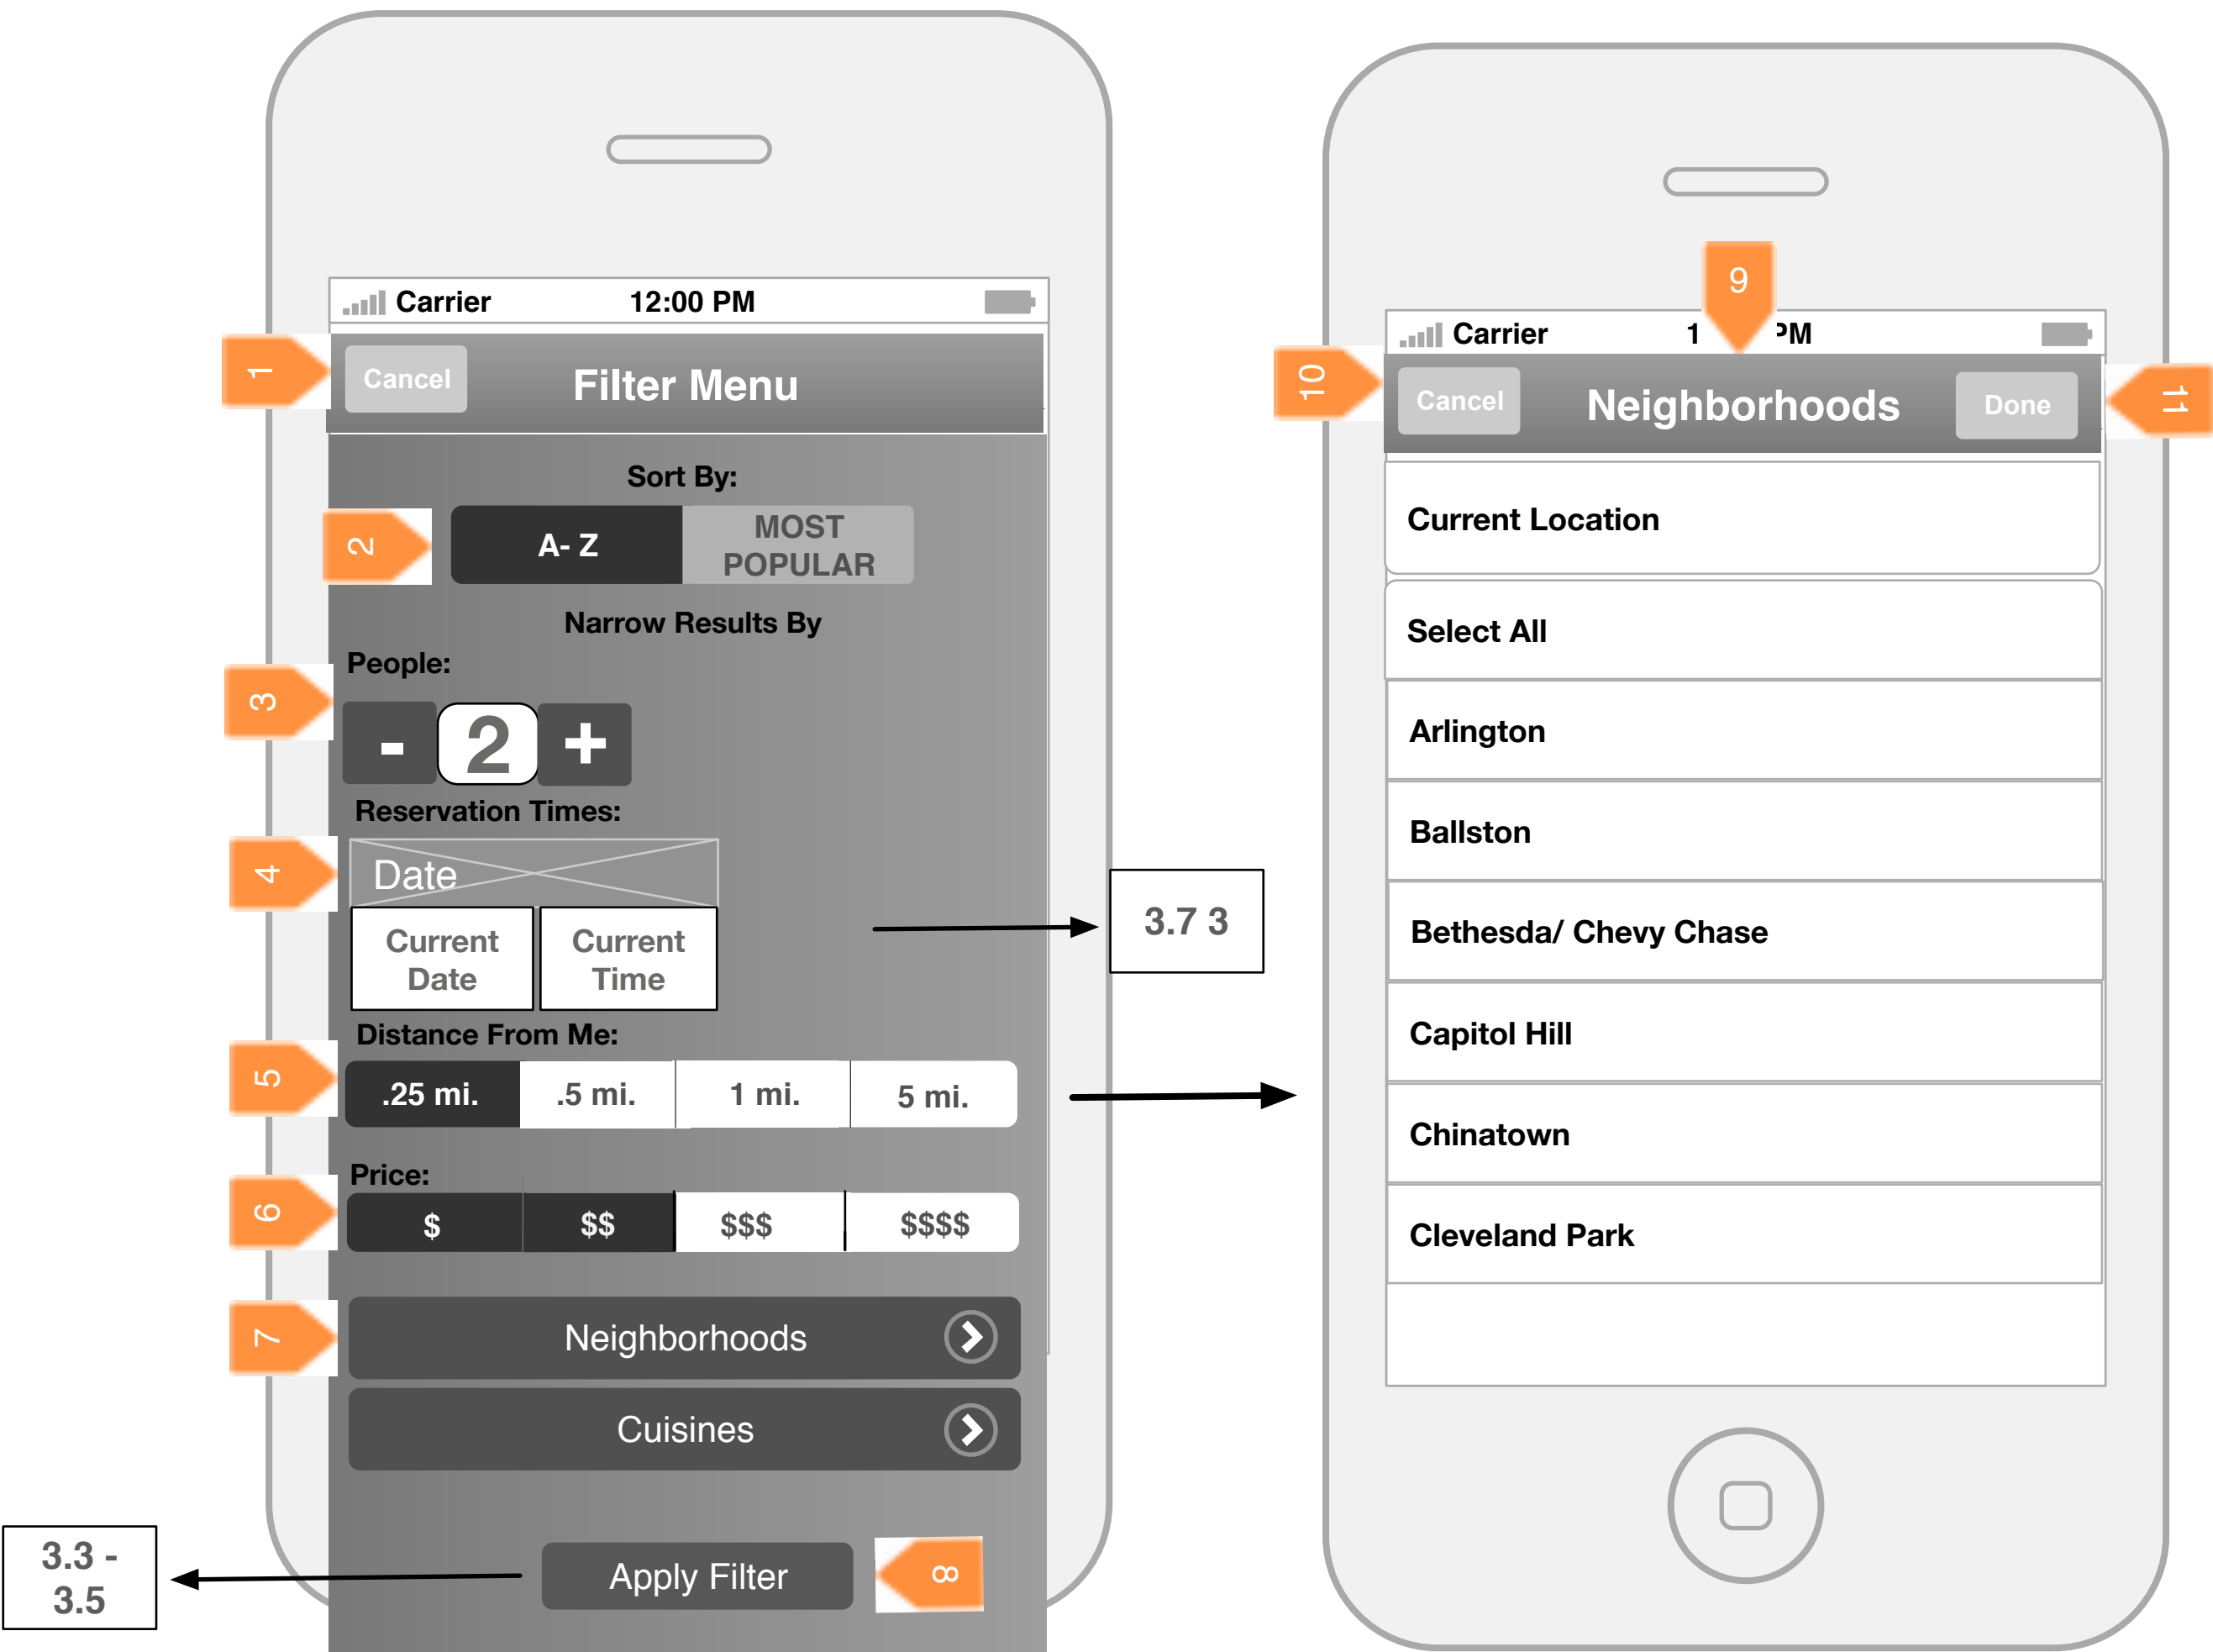 Carrier 12:00 PM
1
Cancel Filter Menu
Sort By:
2
A- Z
MOST
POPULAR
Narrow Results By
People:
3
- 2 +
Reservation Times:
4
Date
Current
Date
Current
Time
3.7 3
Distance From Me:
5
.25 mi. .5 mi. 1 mi. 5 mi.
Price:
6
$ $$ $$$ $$$$
7
Neighborhoods
Cuisines
Apply Filter
8
3.3 -
3.5
9
Carrier 1 PM
10
Cancel Neighborhoods Done
11
Current Location
Select All
Arlington
Ballston
Bethesda/ Chevy Chase
Capitol Hill
Chinatown
Cleveland Park